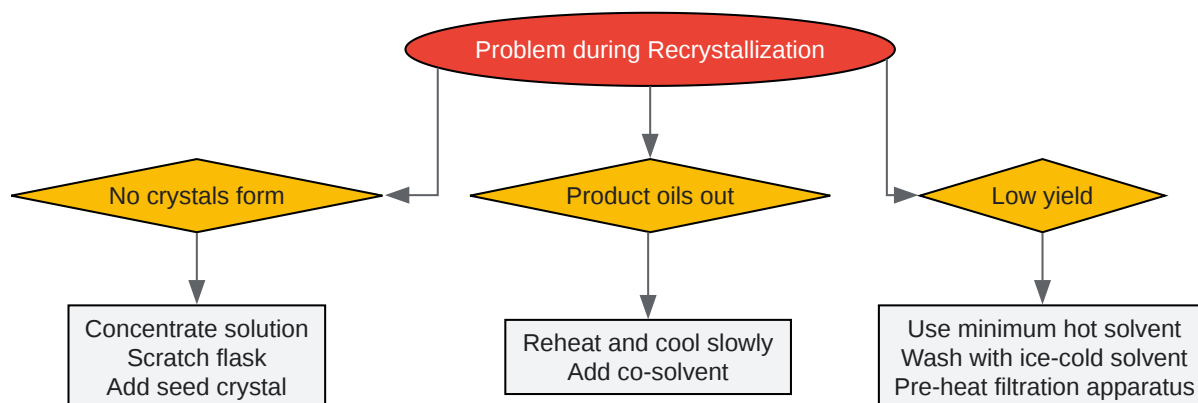 Problem during Recrystallization
No crystals form
Product oils out
Low yield
Concentrate solution
Scratch flask
Add seed crystal
Reheat and cool slowly
Add co-solvent
Use minimum hot solvent
Wash with ice-cold solvent
Pre-heat filtration apparatus